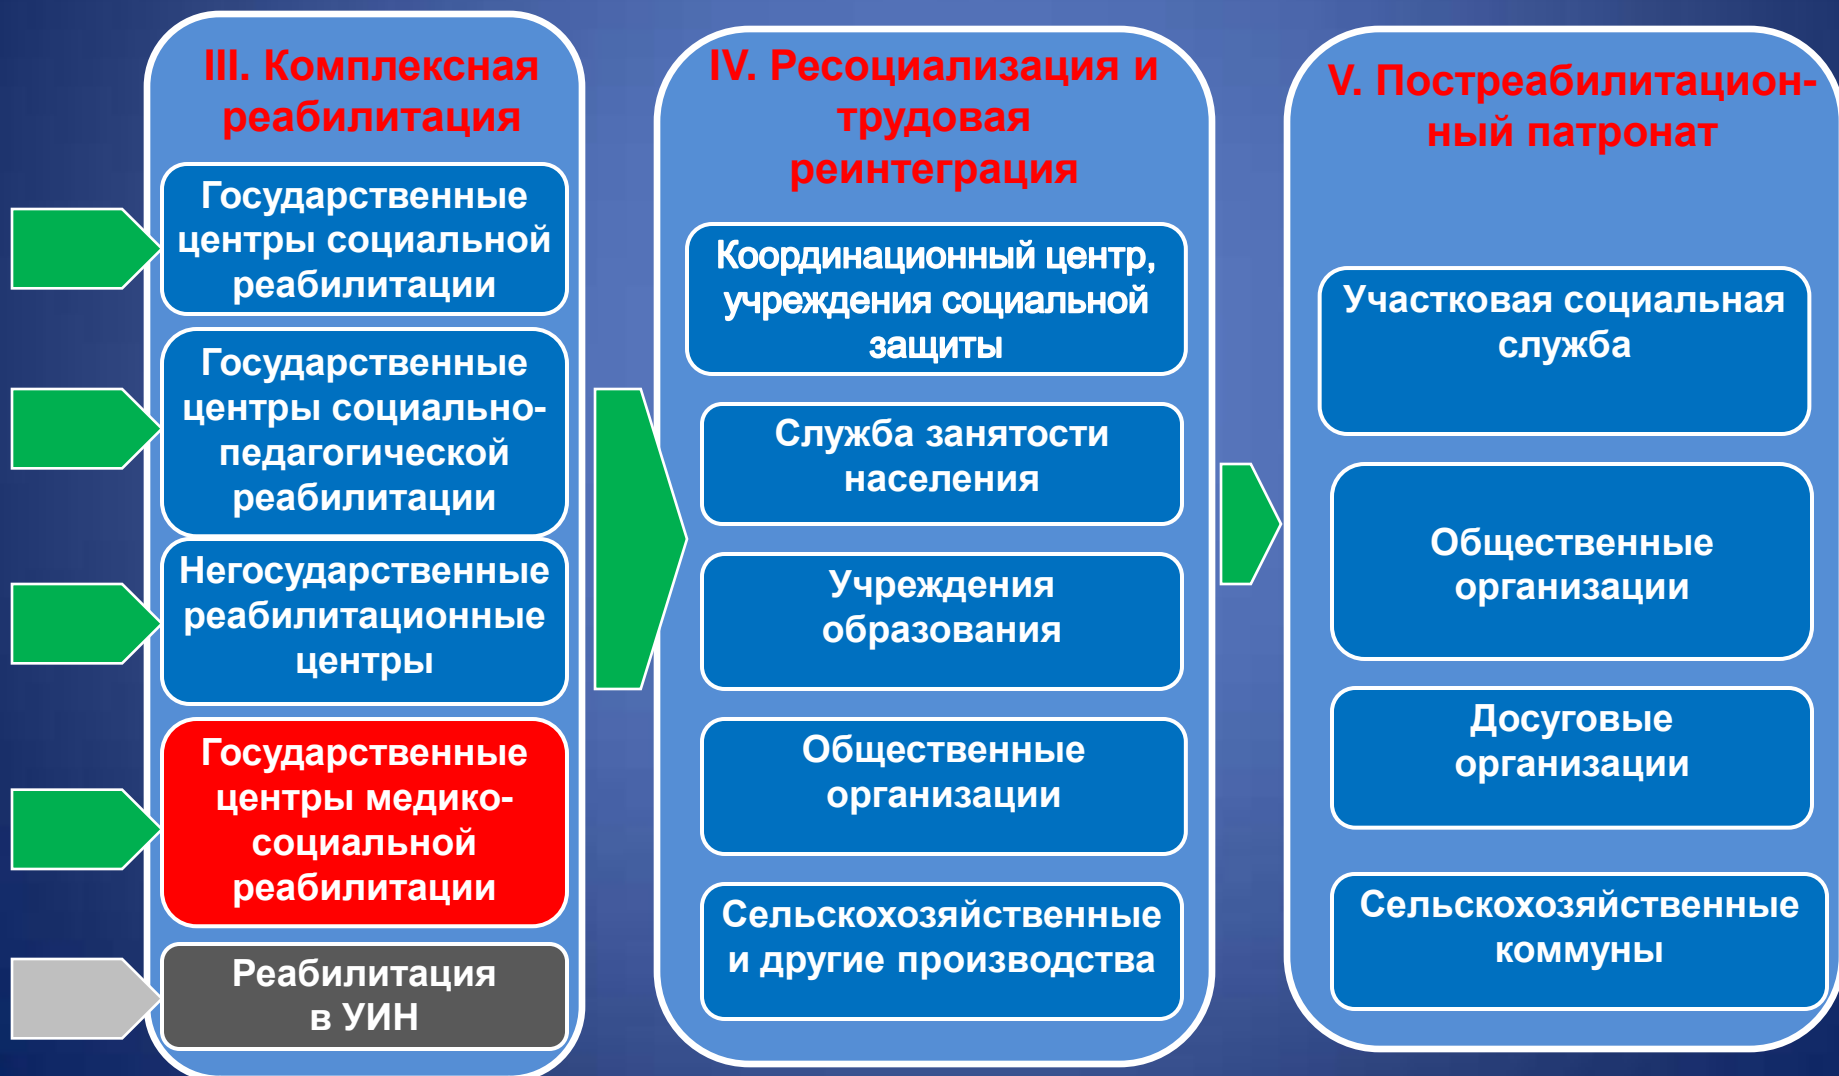 III. Комплексная
реабилитация
Государственные
центры социальной
реабилитации
Государственные
центры социально-
педагогической
реабилитации
Негосударственные
реабилитационные
центры
Государственные
центры медико-
социальной
реабилитации
Реабилитация
в УИН
IV. Ресоциализация и
трудовая
реинтеграция
Координационный центр,
учреждения социальной
защиты
Служба занятости
населения
Учреждения
образования
Общественные
организации
Сельскохозяйственные
и другие производства
V. Постреабилитацион-
ный патронат
Участковая социальная
служба
Общественные
организации
Досуговые
организации
Сельскохозяйственные
коммуны